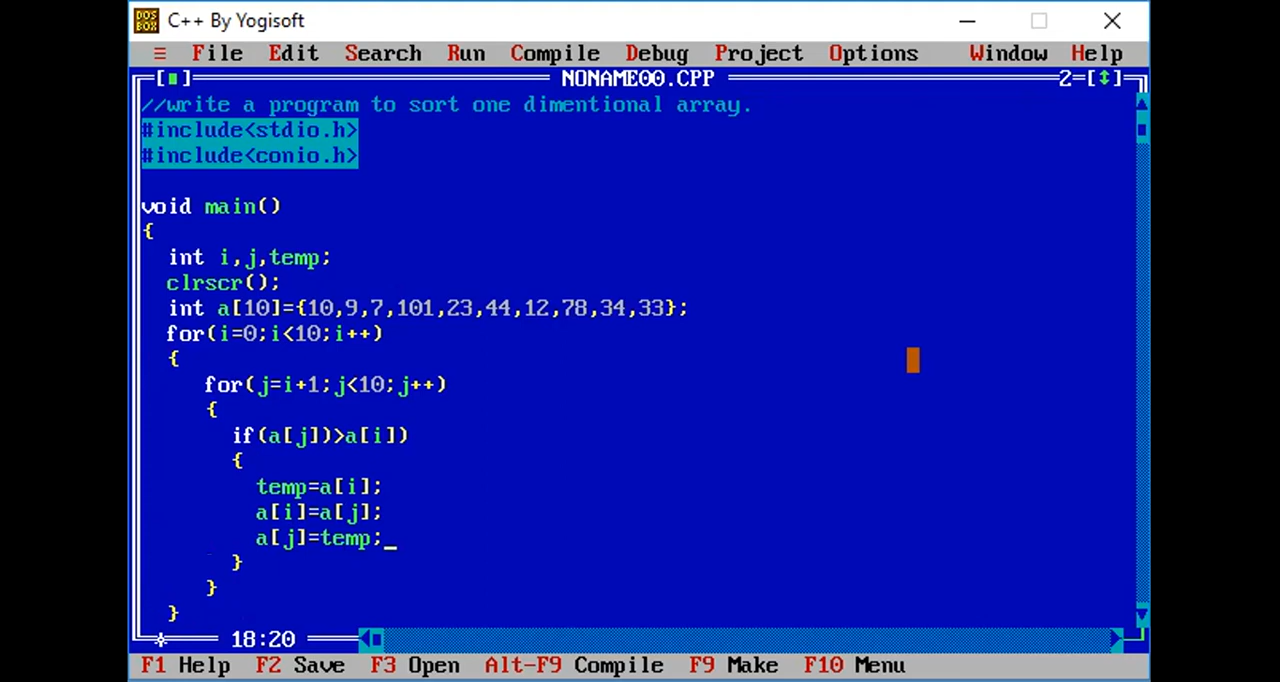 C++ By Yogisoft
≡ File Edit Search Run Compile Debug Project Options Window Help
[■] NONAME00.CPP 2=[↕]
//write a program to sort one dimentional array.
#include<stdio.h>
#include<conio.h>
void main()
{
int i,j,temp;
clrscr();
int a[10]={10,9,7,101,23,44,12,78,34,33};
for(i=0;i<10;i++)
{
for(j=i+1;j<10;j++)
{
if(a[j])>a[i])
{
temp=a[i];
a[i]=a[j];
a[j]=temp;_
}
}
}
18:20
F1 Help F2 Save F3 Open Alt-F9 Compile F9 Make F10 Menu